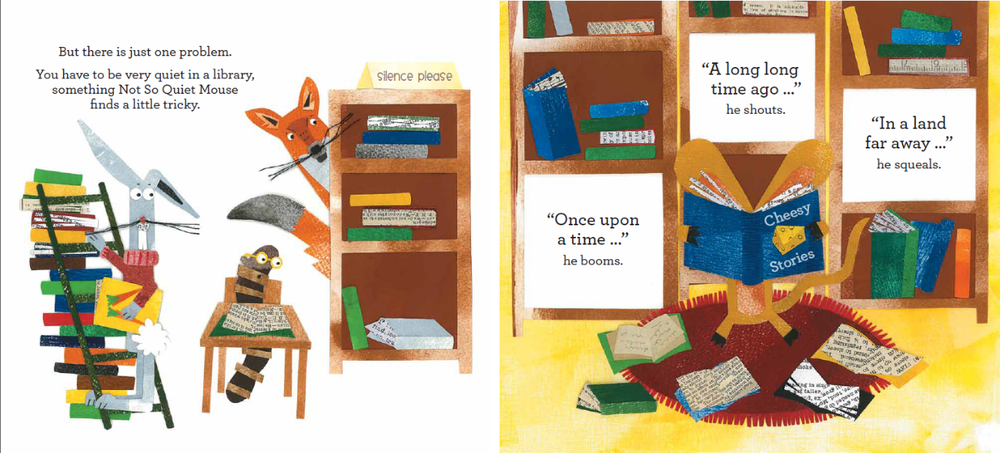 But there is just one problem.
You have to be very quiet in a library,
something Not So Quiet Mouse
finds a little tricky.
silence please
“A long long
time ago ...”
he shouts.
“In a land
far away ...”
he squeals.
“Once upon
a time ...”
he booms.
Cheesy
Stories